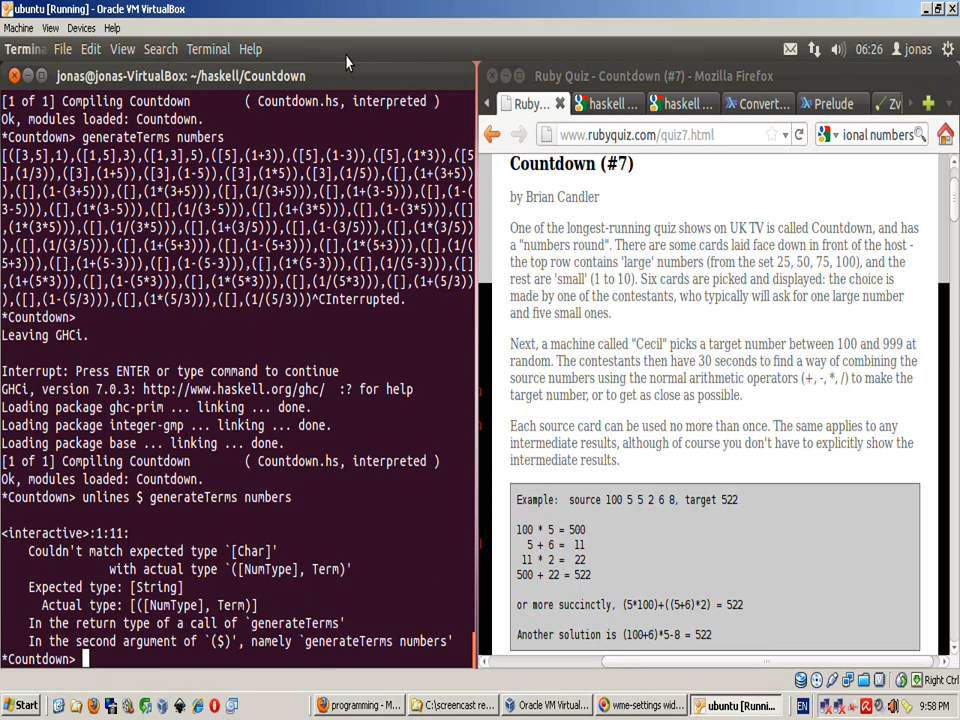 ubuntu [Running] - Oracle VM VirtualBox
Machine View Devices Help
Termina File Edit View Search Terminal Help
06:26 jonas
jonas@jonas-VirtualBox: ~/haskell/Countdown
[1 of 1] Compiling Countdown ( Countdown.hs, interpreted )
Ok, modules loaded: Countdown.
*Countdown> generateTerms numbers
[([3,5],1),([1,5],3),([1,3],5),([5],(1+3)),([5],(1-3)),([5],(1*3)),([5
],(1/3)),([3],(1+5)),([3],(1-5)),([3],(1*5)),([3],(1/5)),([],(1+(3+5))
),([],(1-(3+5))),([],(1*(3+5))),([],(1/(3+5))),([],(1+(3-5))),([],(1-(
3-5))),([],(1*(3-5))),([],(1/(3-5))),([],(1+(3*5))),([],(1-(3*5))),([]
,(1*(3*5))),([],(1/(3*5))),([],(1+(3/5))),([],(1-(3/5))),([],(1*(3/5))
),([],(1/(3/5))),([],(1+(5+3))),([],(1-(5+3))),([],(1*(5+3))),([],(1/(
5+3))),([],(1+(5-3))),([],(1-(5-3))),([],(1*(5-3))),([],(1/(5-3))),([]
,(1+(5*3))),([],(1-(5*3))),([],(1*(5*3))),([],(1/(5*3))),([],(1+(5/3))
),([],(1-(5/3))),([],(1*(5/3))),([],(1/(5/3)))^CInterrupted.
*Countdown>
Leaving GHCi.
Interrupt: Press ENTER or type command to continue
GHCi, version 7.0.3: http://www.haskell.org/ghc/ :? for help
Loading package ghc-prim ... linking ... done.
Loading package integer-gmp ... linking ... done.
Loading package base ... linking ... done.
[1 of 1] Compiling Countdown ( Countdown.hs, interpreted )
Ok, modules loaded: Countdown.
*Countdown> unlines $ generateTerms numbers
<interactive>:1:11:
Couldn't match expected type `[Char]'
with actual type `([NumType], Term)'
Expected type: [String]
Actual type: [([NumType], Term)]
In the return type of a call of `generateTerms'
In the second argument of `($)', namely `generateTerms numbers'
*Countdown>
Ruby Quiz - Countdown (#7) - Mozilla Firefox
Ruby... haskell ... haskell ... Convert... Prelude Zv
www.rubyquiz.com/quiz7.html
ional numbers
Countdown (#7)
by Brian Candler
One of the longest-running quiz shows on UK TV is called Countdown, and has
a "numbers round". There are some cards laid face down in front of the host -
the top row contains 'large' numbers (from the set 25, 50, 75, 100), and the
rest are 'small' (1 to 10). Six cards are picked and displayed: the choice is
made by one of the contestants, who typically will ask for one large number
and five small ones.
Next, a machine called "Cecil" picks a target number between 100 and 999 at
random. The contestants then have 30 seconds to find a way of combining the
source numbers using the normal arithmetic operators (+, -, *, /) to make the
target number, or to get as close as possible.
Each source card can be used no more than once. The same applies to any
intermediate results, although of course you don't have to explicitly show the
intermediate results.
Example: source 100 5 5 2 6 8, target 522
100 * 5 = 500
5 + 6 = 11
11 * 2 = 22
500 + 22 = 522
or more succinctly, (5*100)+((5+6)*2) = 522
Another solution is (100+6)*5-8 = 522
Right Ctrl
Start
programming - M...
C:\screencast re...
Oracle VM Virtual...
wme-settings wid...
ubuntu [Runnin...
EN
9:58 PM